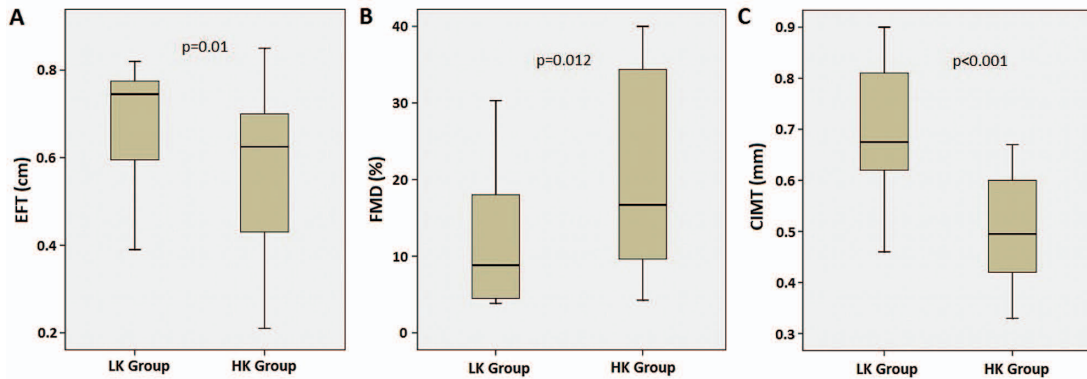 A
p=0.01
EFT (cm)
0.8
0.6
0.4
0.2
LK Group HK Group
B
p=0.012
FMD (%)
40
30
20
10
0
LK Group HK Group
C
p<0.001
CIMT (mm)
0.9
0.8
0.7
0.6
0.5
0.4
0.3
LK Group HK Group